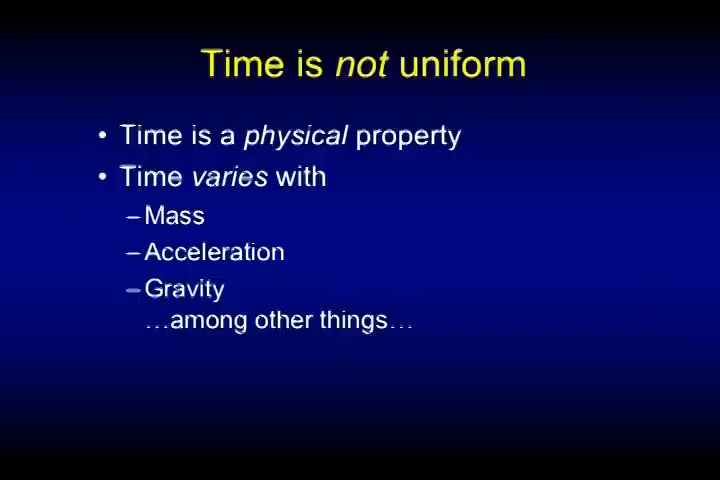 Time is not uniform
• Time is a physical property
• Time varies with
– Mass
– Acceleration
– Gravity
…among other things…